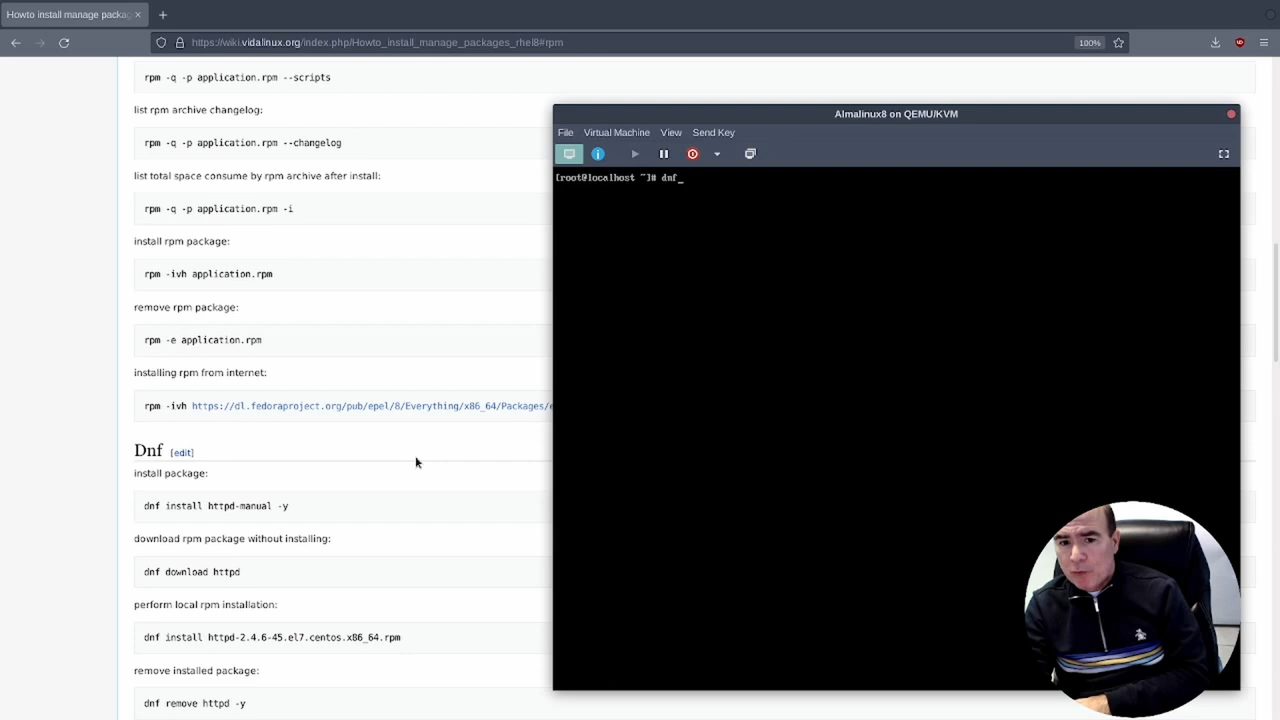 Howto install manage packag
https://wiki.vidalinux.org/index.php/Howto_install_manage_packages_rhel8#rpm
100%
rpm -q -p application.rpm --scripts
list rpm archive changelog:
rpm -q -p application.rpm --changelog
list total space consume by rpm archive after install:
rpm -q -p application.rpm -i
install rpm package:
rpm -ivh application.rpm
remove rpm package:
rpm -e application.rpm
installing rpm from internet:
rpm -ivh https://dl.fedoraproject.org/pub/epel/8/Everything/x86_64/Packages/e
Dnf [edit]
install package:
dnf install httpd-manual -y
download rpm package without installing:
dnf download httpd
perform local rpm installation:
dnf install httpd-2.4.6-45.el7.centos.x86_64.rpm
remove installed package:
dnf remove httpd -y
Almalinux8 on QEMU/KVM
File Virtual Machine View Send Key
[root@localhost ~]# dnf_